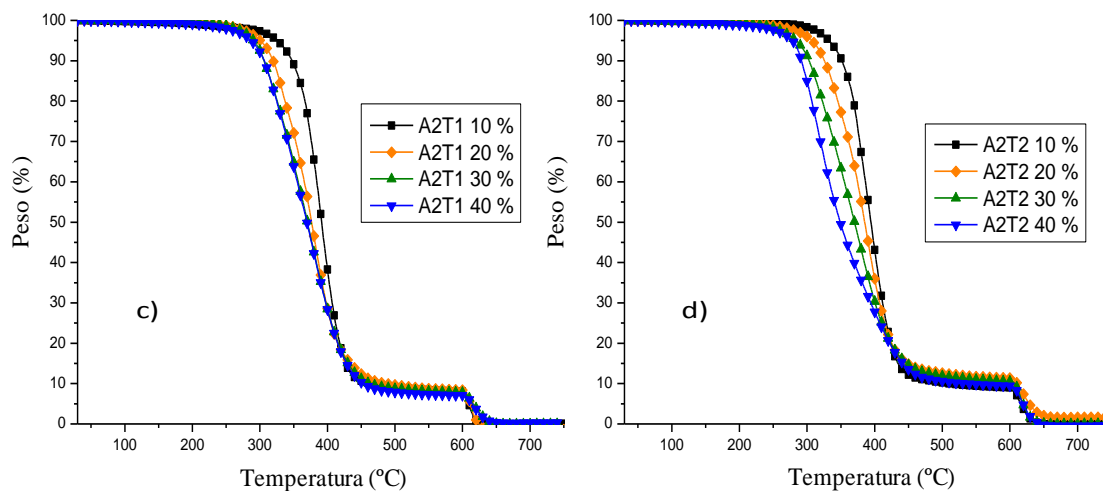 100
90
80
70
60
50
40
30
20
10
0
Peso (%)
A2T1 10 %
A2T1 20 %
A2T1 30 %
A2T1 40 %
c)
100 200 300 400 500 600 700
Temperatura (ºC)
100
90
80
70
60
50
40
30
20
10
0
Peso (%)
A2T2 10 %
A2T2 20 %
A2T2 30 %
A2T2 40 %
d)
100 200 300 400 500 600 700
Temperatura (ºC)